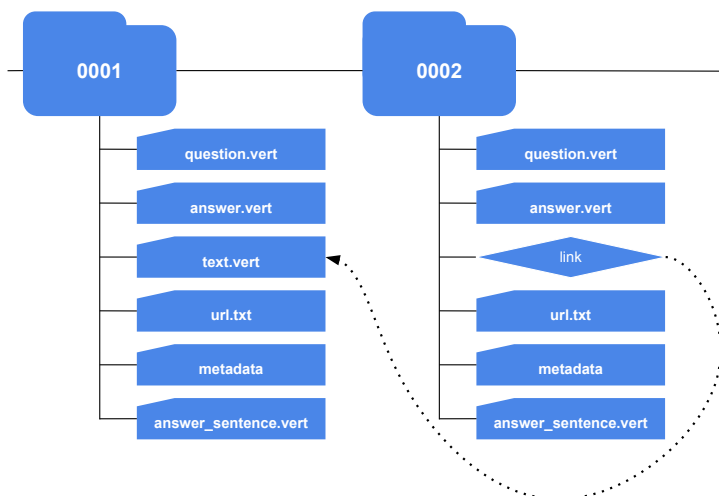 0001
question.vert
answer.vert
text.vert
url.txt
metadata
answer_sentence.vert
0002
question.vert
answer.vert
link
url.txt
metadata
answer_sentence.vert